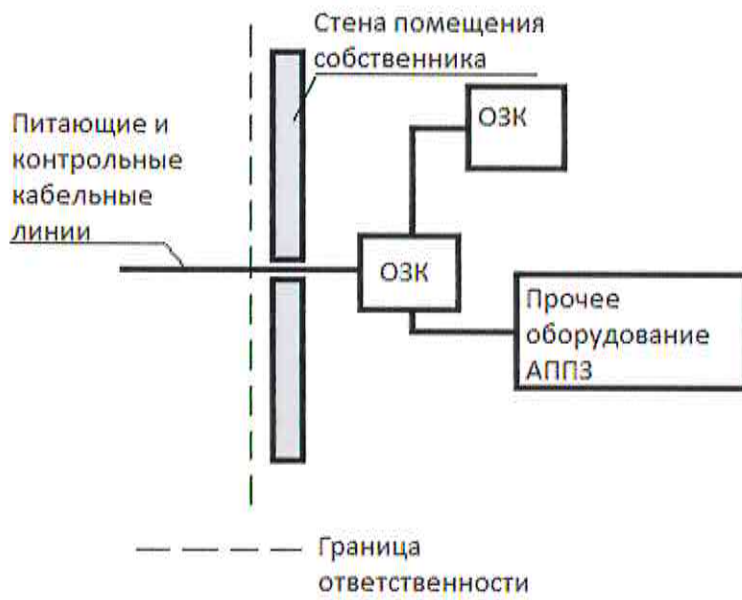 Стена помещения
собственника
Питающие и
контрольные
кабельные
линии
ОЗК
ОЗК
Прочее
оборудование
АППЗ
Граница
ответственности